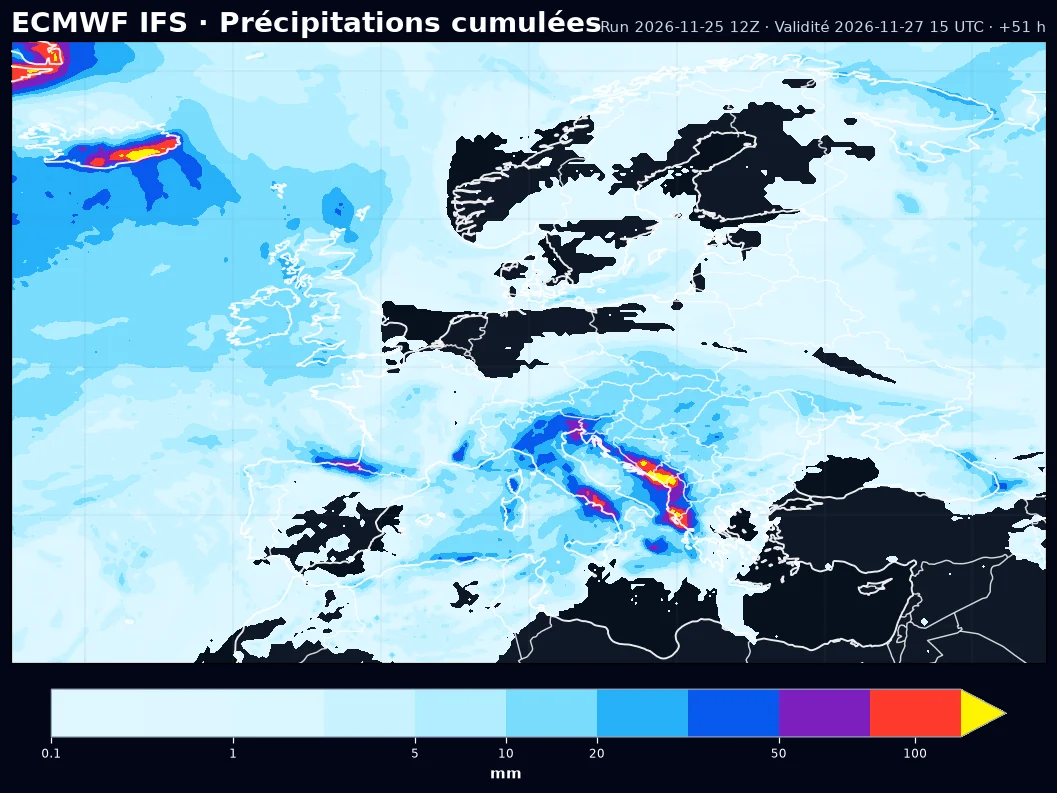 ECMWF IFS · Précipitations cumulées
Run 2026-11-25 12Z · Validité 2026-11-27 15 UTC · +51 h
0.1 1 5 10 20 50 100
mm